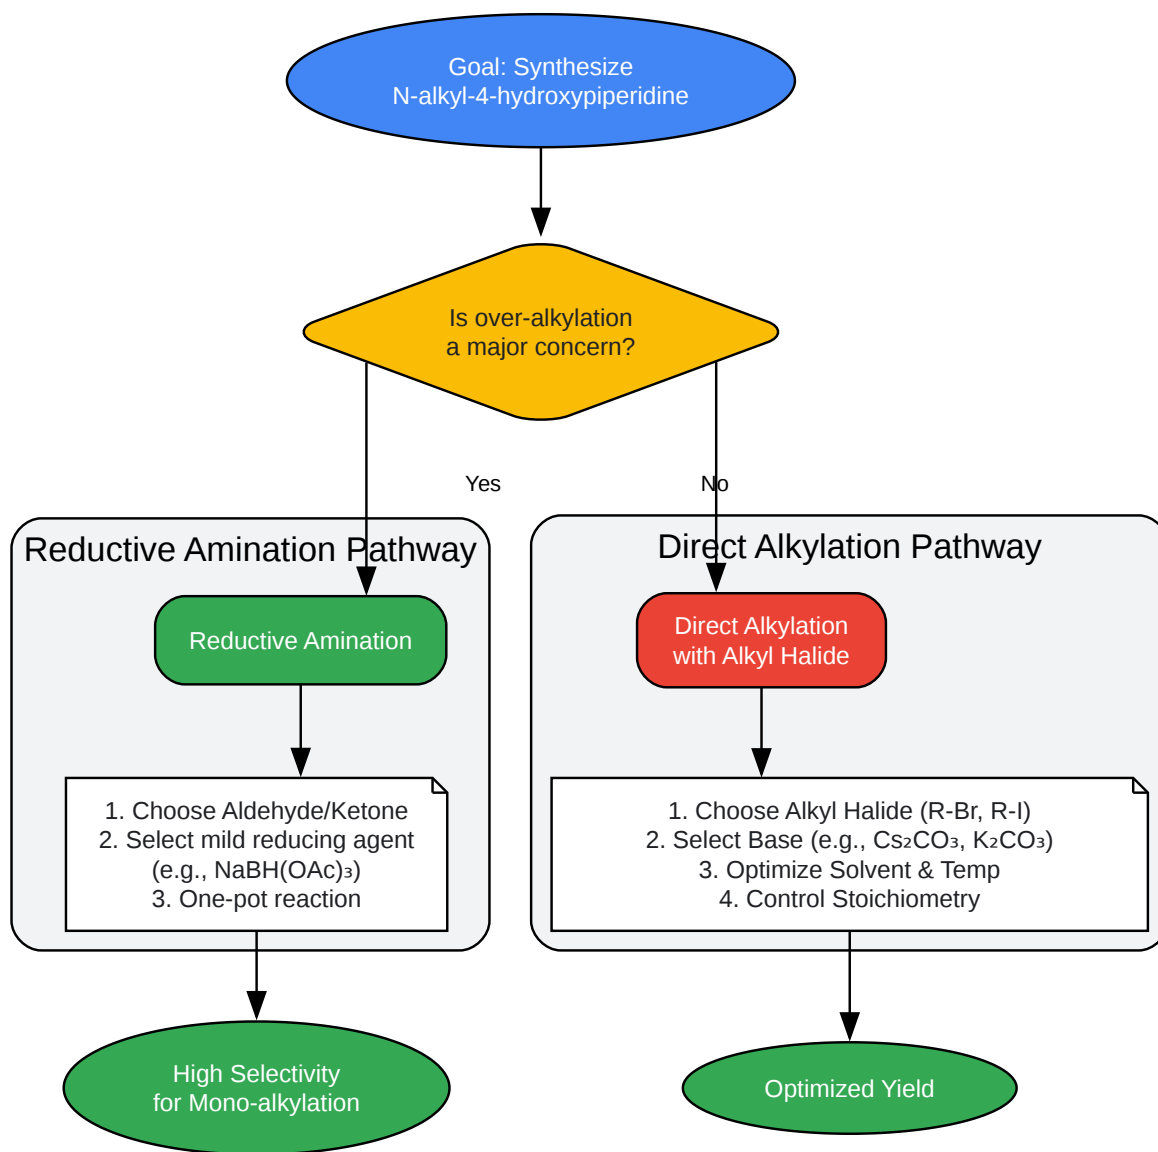 Goal: Synthesize
N-alkyl-4-hydroxypiperidine
Is over-alkylation
a major concern?
Yes
No
Reductive Amination Pathway
Reductive Amination
1. Choose Aldehyde/Ketone
2. Select mild reducing agent
(e.g., NaBH(OAc)₃)
3. One-pot reaction
High Selectivity
for Mono-alkylation
Direct Alkylation Pathway
Direct Alkylation
with Alkyl Halide
1. Choose Alkyl Halide (R-Br, R-I)
2. Select Base (e.g., Cs₂CO₃, K₂CO₃)
3. Optimize Solvent & Temp
4. Control Stoichiometry
Optimized Yield